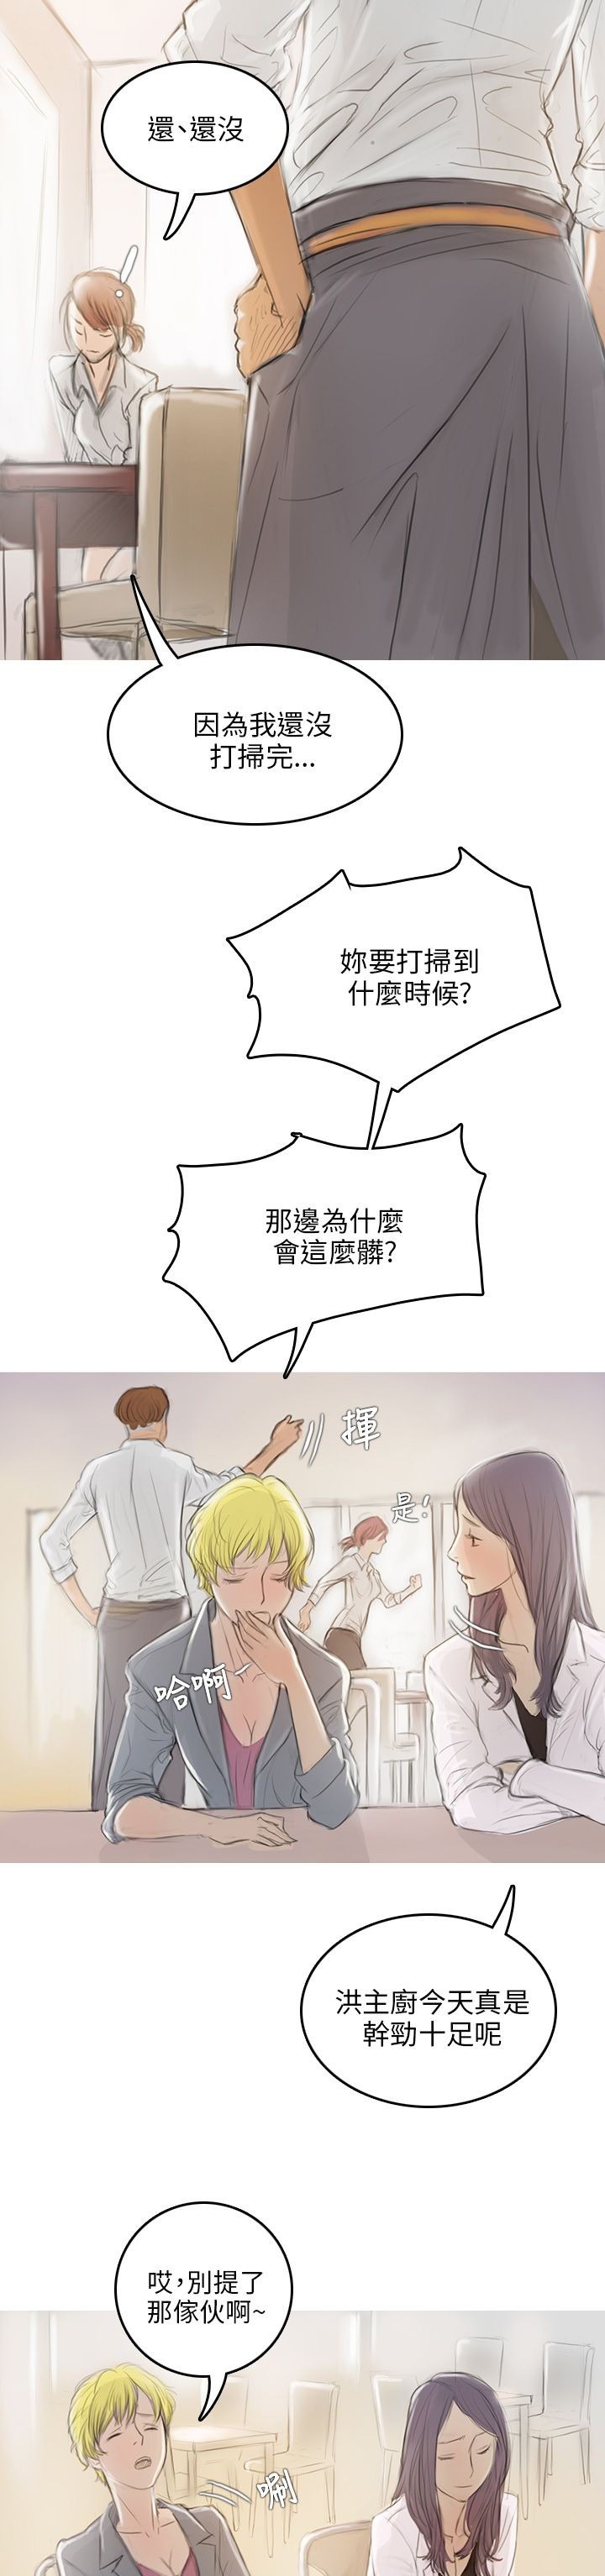 還、還沒
因為我還沒
打掃完…
妳要打掃到
什麼時候?
那邊為什麼
會這麼髒?
揮
是!
哈啊~
洪主廚今天真是
幹勁十足呢
哎,別提了
那傢伙啊~
唰